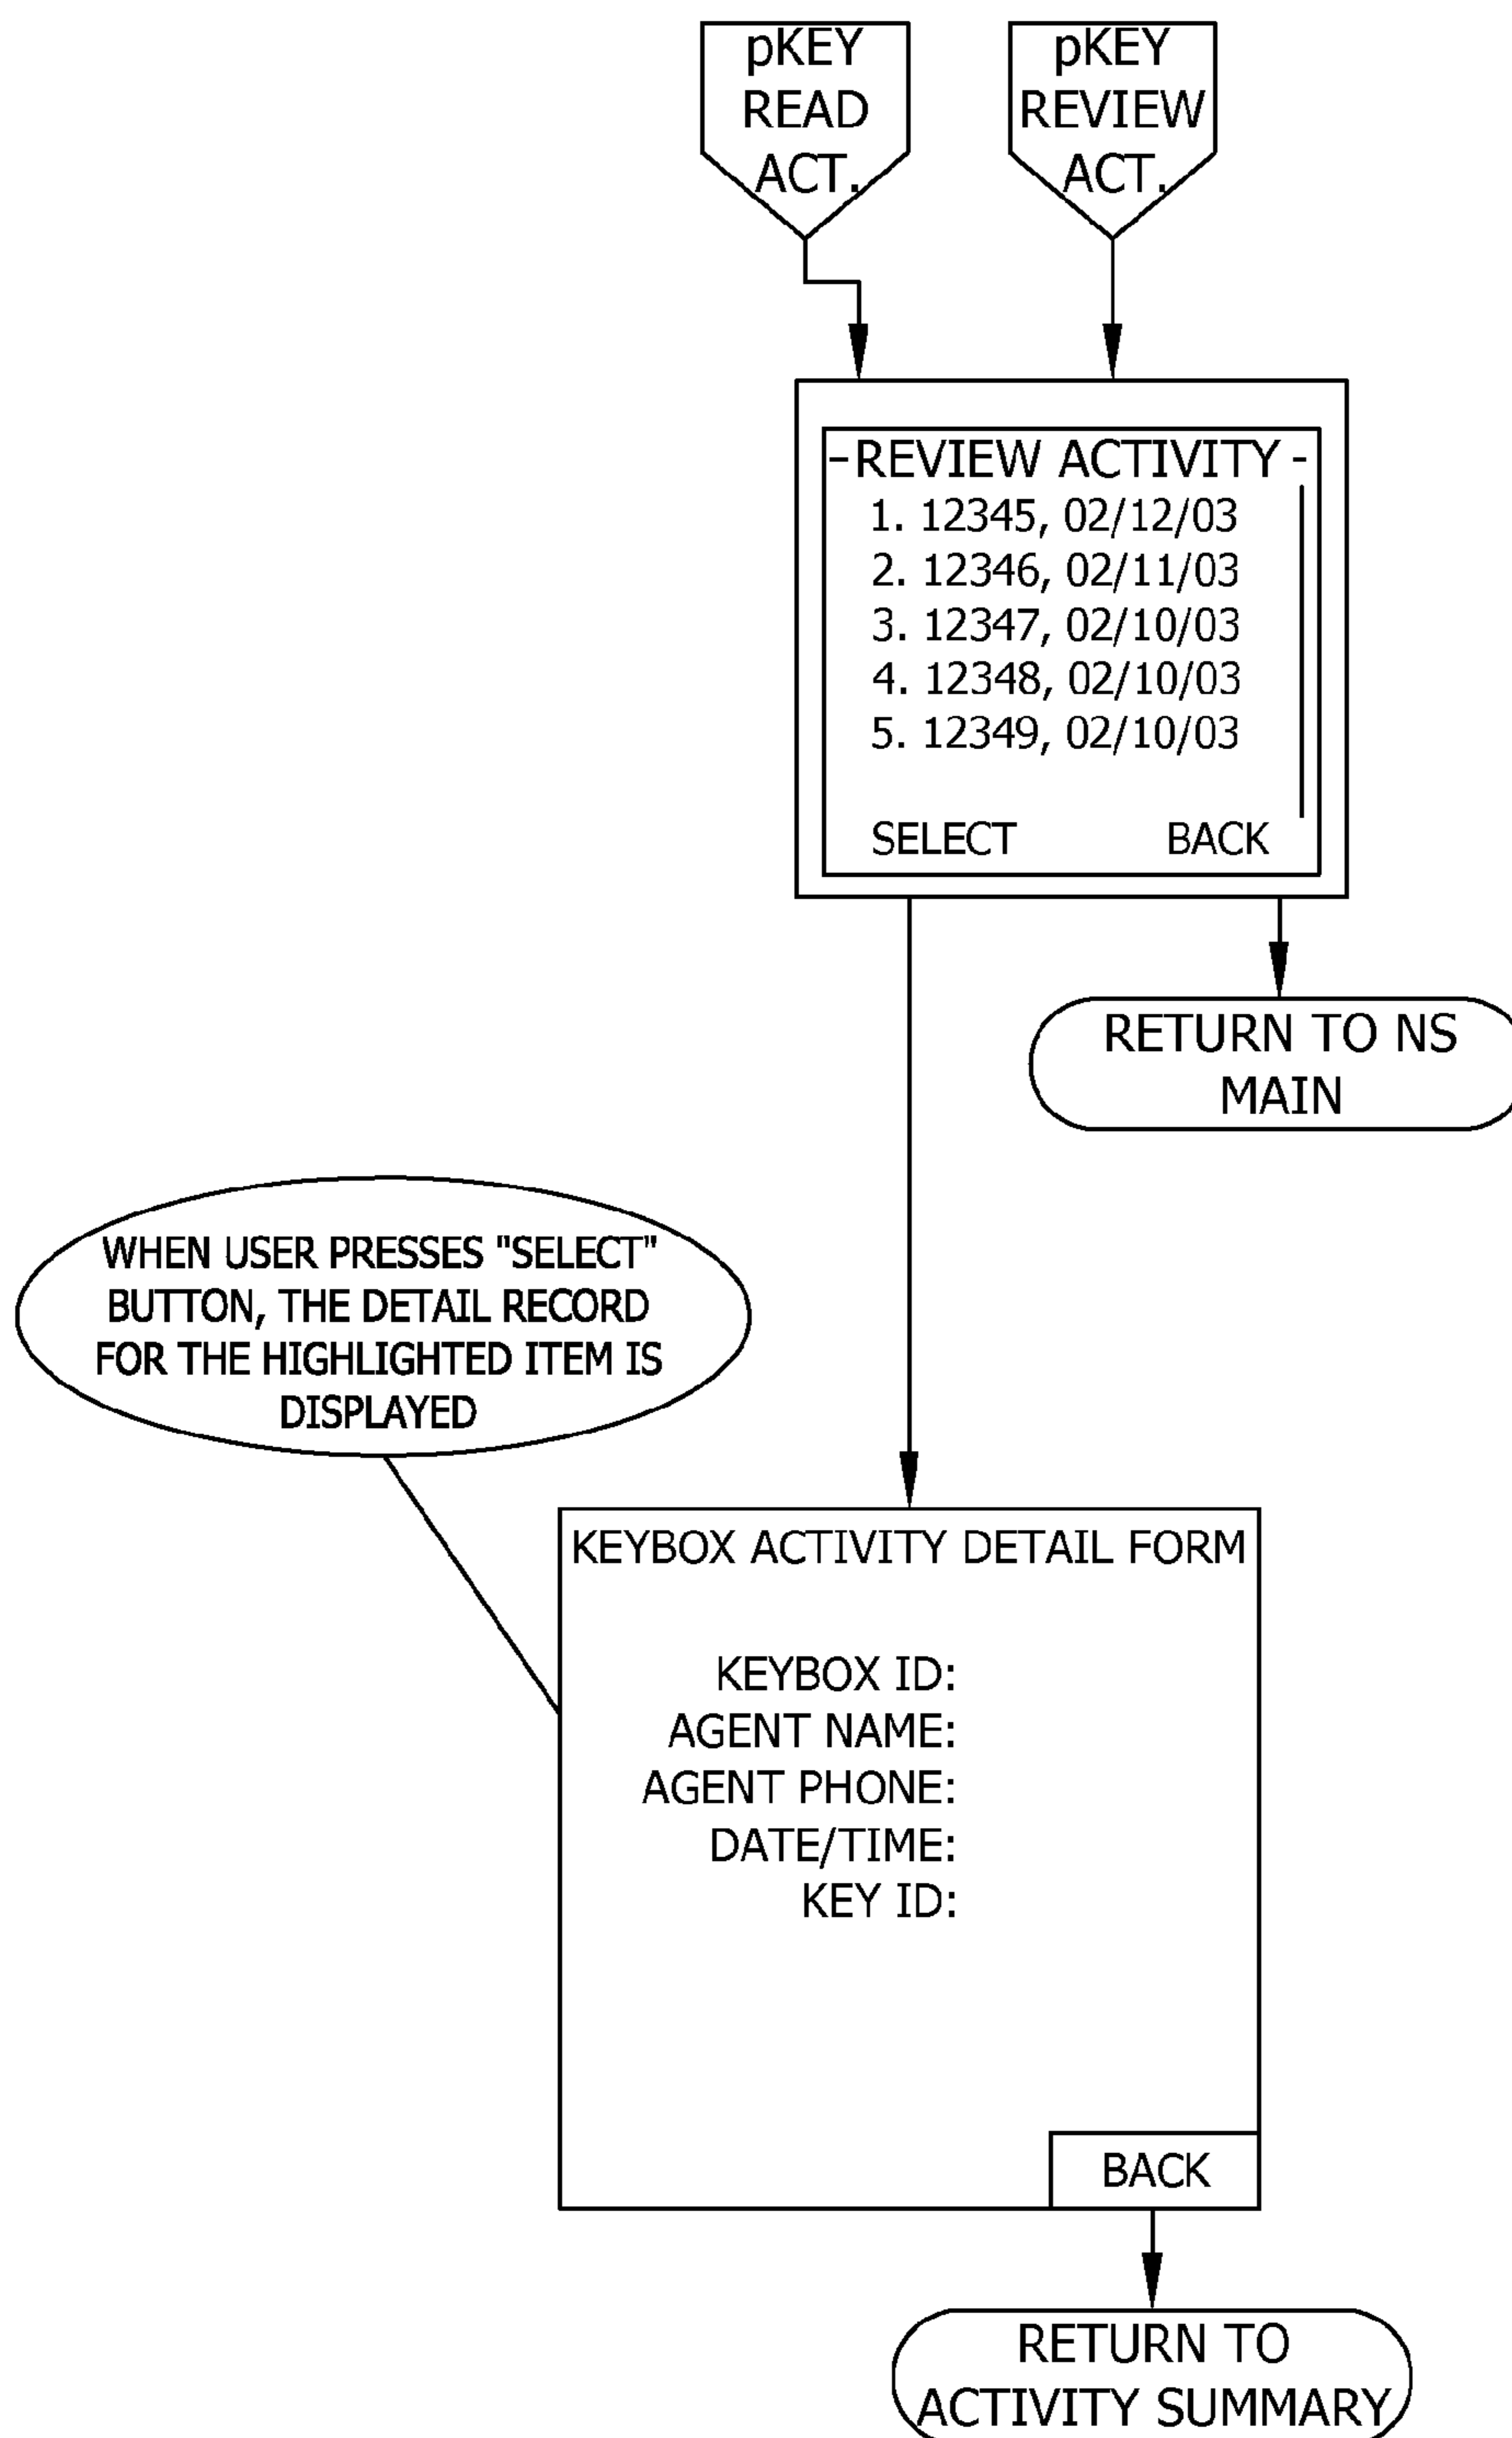 pKEY
READ
ACT.
pKEY
REVIEW
ACT.
-REVIEW ACTIVITY-
1. 12345, 02/12/03
2. 12346, 02/11/03
3. 12347, 02/10/03
4. 12348, 02/10/03
5. 12349, 02/10/03
SELECT BACK
RETURN TO NS
MAIN
WHEN USER PRESSES "SELECT"
BUTTON, THE DETAIL RECORD
FOR THE HIGHLIGHTED ITEM IS
DISPLAYED
KEYBOX ACTIVITY DETAIL FORM
KEYBOX ID:
AGENT NAME:
AGENT PHONE:
DATE/TIME:
KEY ID:
BACK
RETURN TO
ACTIVITY SUMMARY